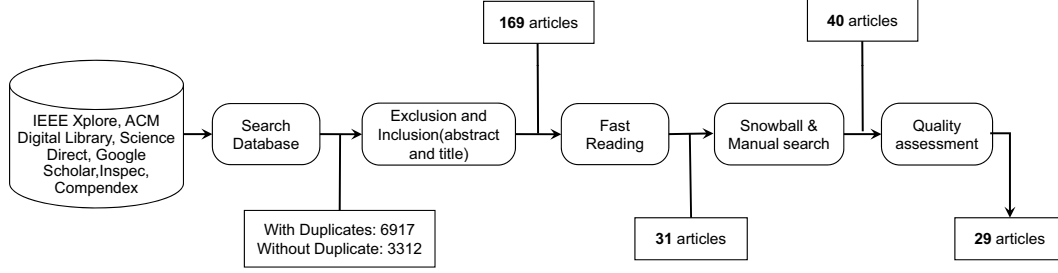 169 articles
40 articles
IEEE Xplore, ACM
Digital Library, Science
Direct, Google
Scholar,Inspec,
Compendex
Search
Database
Exclusion and
Inclusion(abstract
and title)
Fast
Reading
Snowball &
Manual search
Quality
assessment
With Duplicates: 6917
Without Duplicate: 3312
31 articles
29 articles